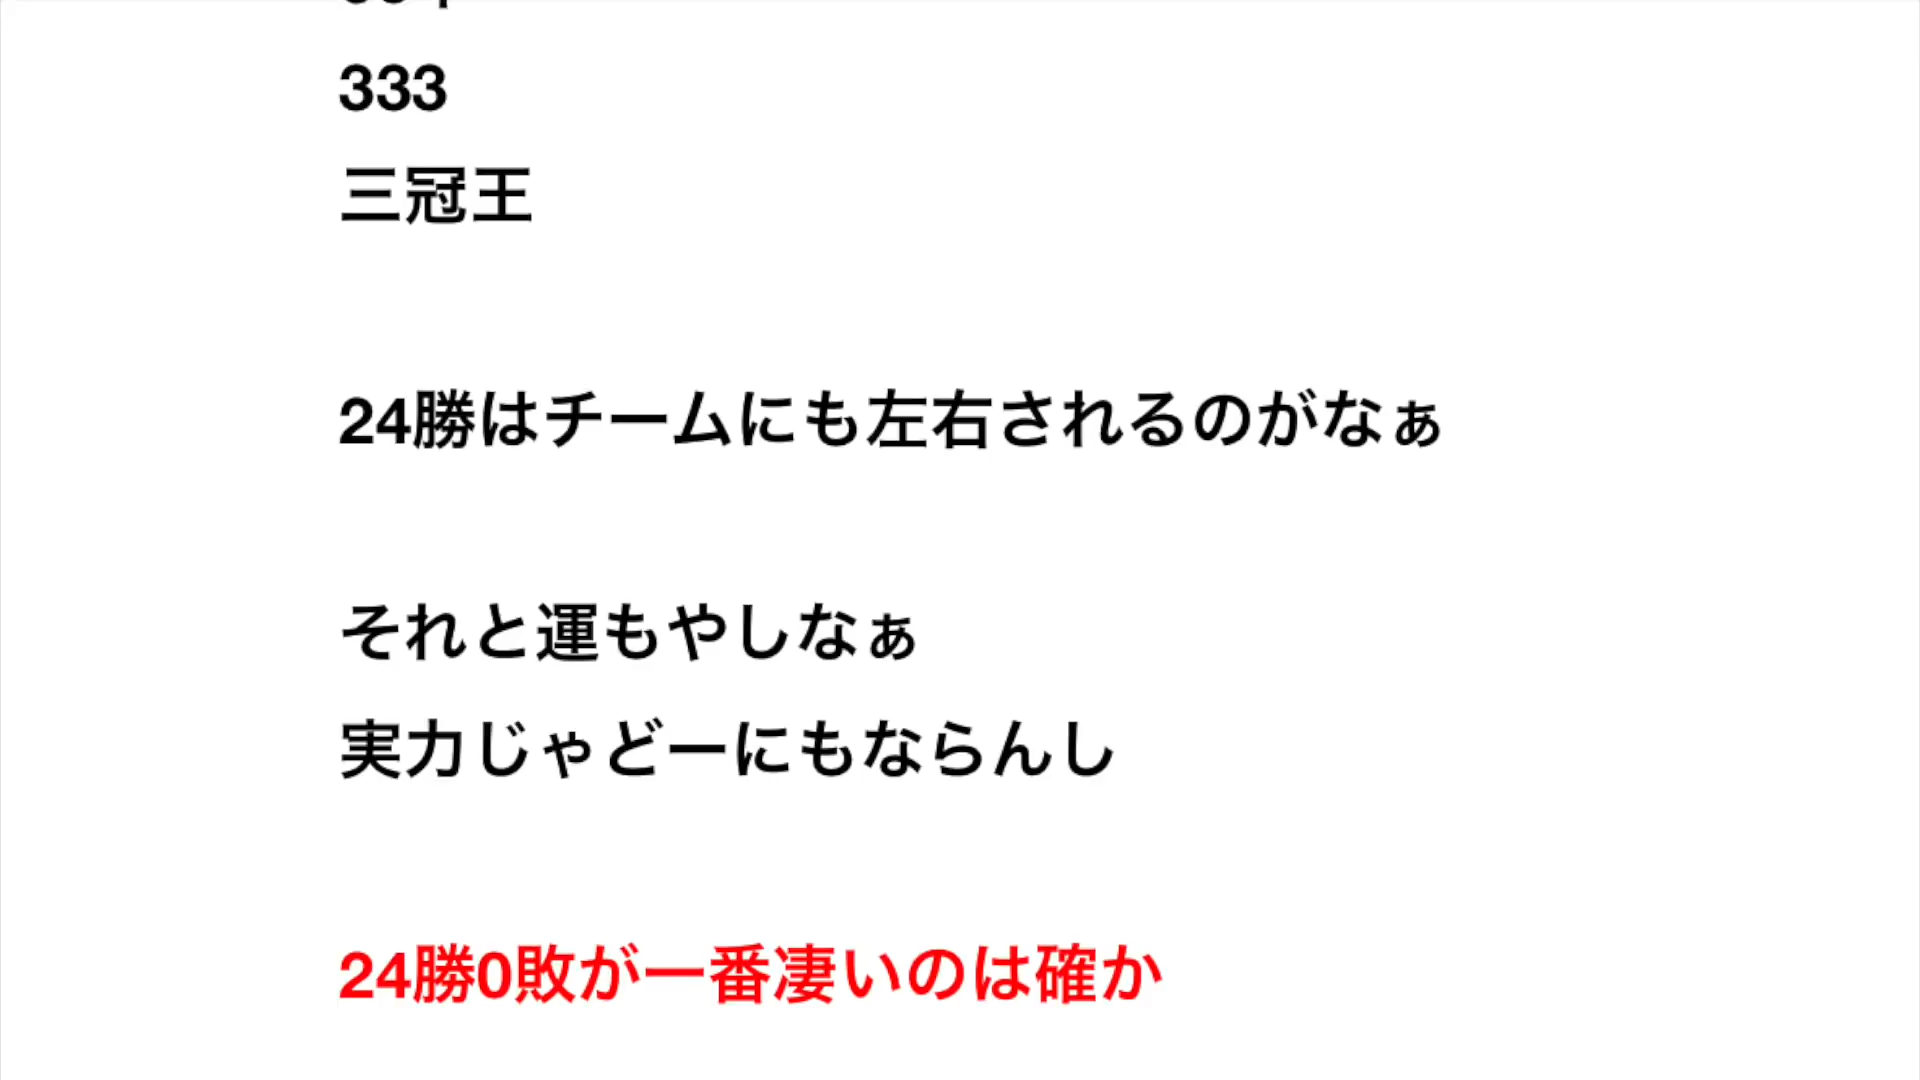 333
三冠王
24勝はチームにも左右されるのがなぁ
それと運もやしなぁ
実力じゃどーにもならんし
24勝0敗が一番凄いのは確か